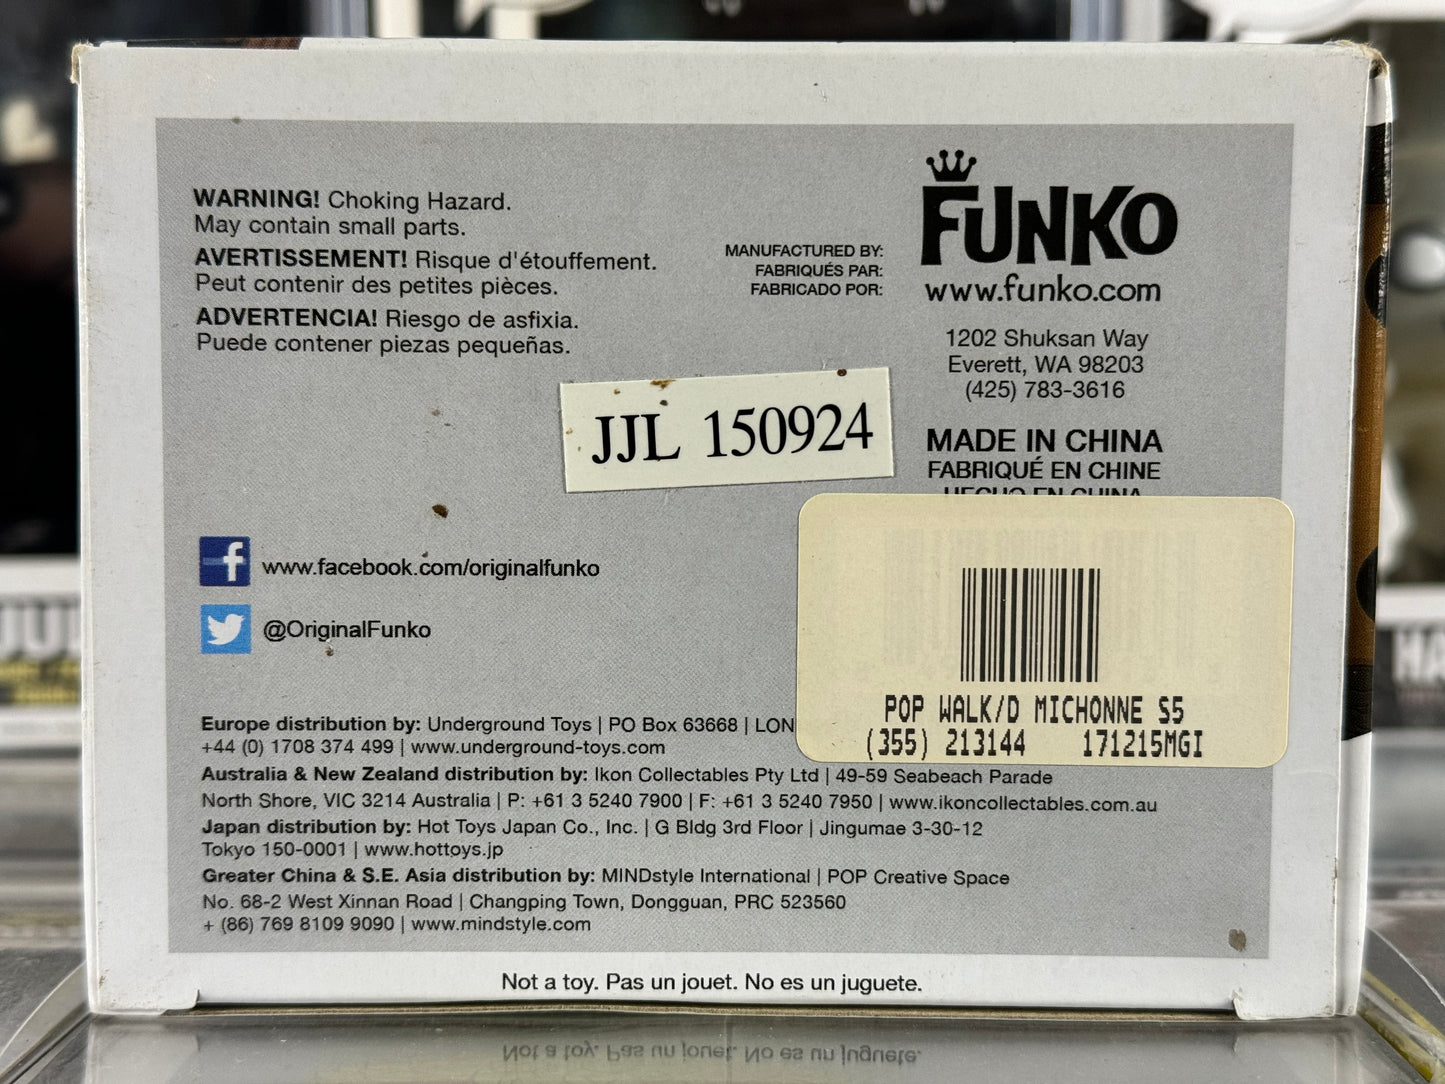 WARNING! Choking Hazard.
May contain small parts.
AVERTISSEMENT! Risque d'étouffement.
Peut contenir des petites pièces.
ADVERTENCIA! Riesgo de asfixia.
Puede contener piezas pequeñas.
MANUFACTURED BY:
FABRIQUÉS PAR:
FABRICADO POR:
FUNKO
www.funko.com
1202 Shuksan Way
Everett, WA 98203
(425) 783-3616
MADE IN CHINA
FABRIQUÉ EN CHINE
HECHO EN CHINA
JJL 150924
www.facebook.com/originalfunko
@OriginalFunko
POP WALK/D MICHONNE S5
(355) 213144 171215MGI
Europe distribution by: Underground Toys | PO Box 63668 | LON
+44 (0) 1708 374 499 | www.underground-toys.com
Australia & New Zealand distribution by: Ikon Collectables Pty Ltd | 49-59 Seabeach Parade
North Shore, VIC 3214 Australia | P: +61 3 5240 7900 | F: +61 3 5240 7950 | www.ikoncollectables.com.au
Japan distribution by: Hot Toys Japan Co., Inc. | G Bldg 3rd Floor | Jingumae 3-30-12
Tokyo 150-0001 | www.hottoys.jp
Greater China & S.E. Asia distribution by: MINDstyle International | POP Creative Space
No. 68-2 West Xinnan Road | Changping Town, Dongguan, PRC 523560
+ (86) 769 8109 9090 | www.mindstyle.com
Not a toy. Pas un jouet. No es un juguete.